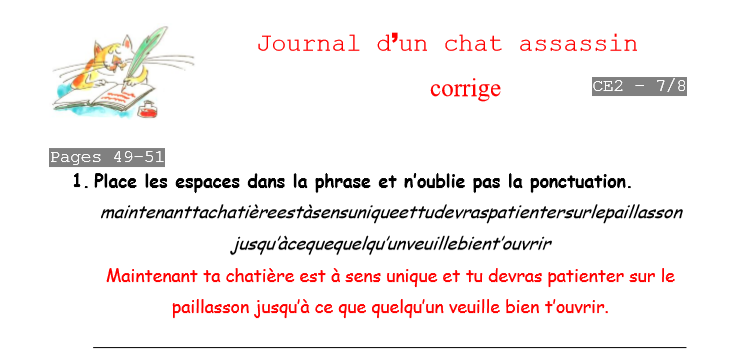 Journal d’un chat assassin
corrige
CE2 – 7/8
Pages 49-51
1. Place les espaces dans la phrase et n’oublie pas la ponctuation.
maintenanttachatièreestàsensuniqueettudevraspatientersurlepaillasson
jusqu’àcequequelqu’unveuillebient’ouvrir
Maintenant ta chatière est à sens unique et tu devras patienter sur le
paillasson jusqu’à ce que quelqu’un veuille bien t’ouvrir.